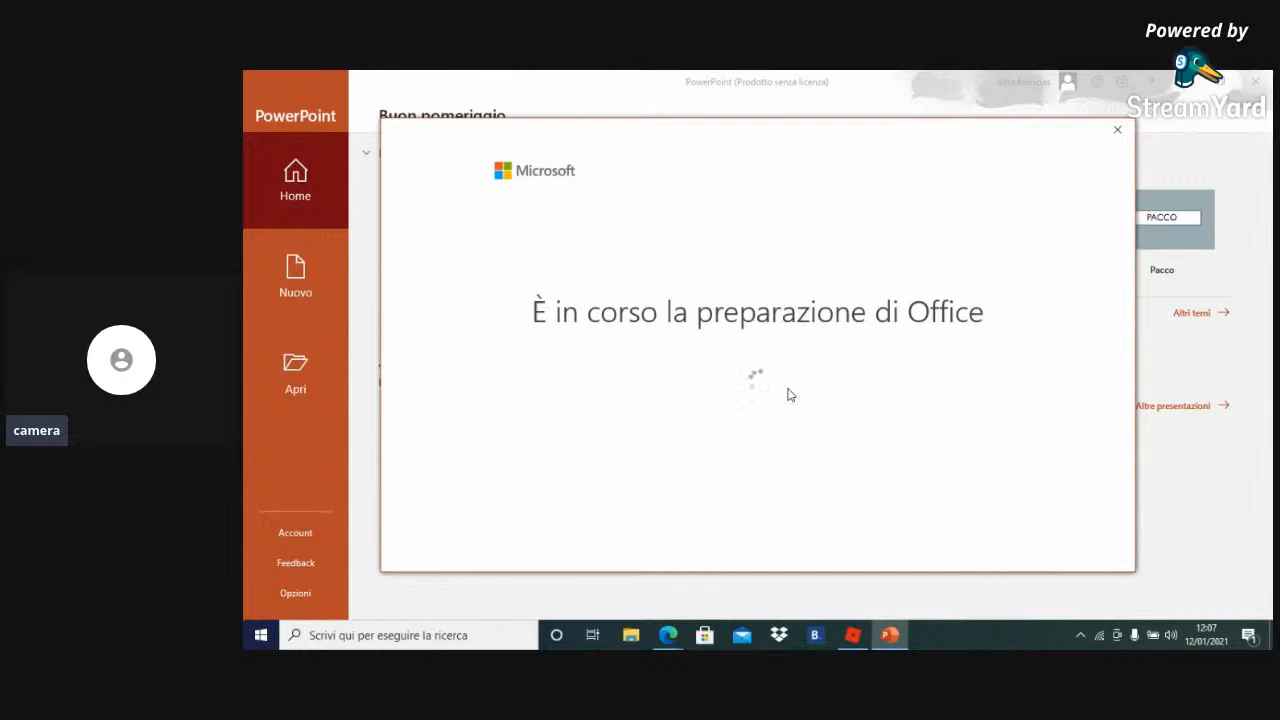 Powered by
StreamYard
PowerPoint (Prodotto senza licenza)
John Mancias
PowerPoint
Buon pomeriggio
Microsoft
Home
PACCO
Pacco
È in corso la preparazione di Office
Nuovo
Altri temi
Apri
Altre presentazioni
camera
Account
Feedback
Opzioni
Scrivi qui per eseguire la ricerca
B.
12:07
12/01/2021